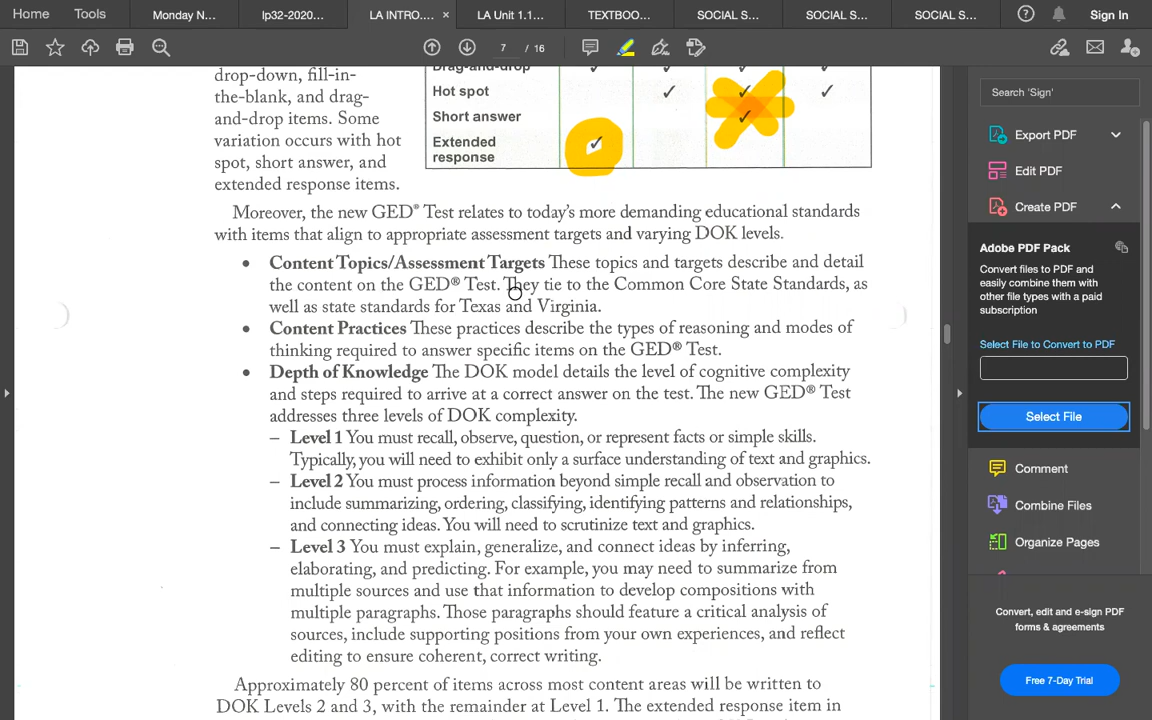 Home Tools Monday N... lp32-2020... LA INTRO.... × LA Unit 1.1... TEXTBOO... SOCIAL S... SOCIAL S... SOCIAL S... Sign In
7 / 16
drop-down, fill-in-
the-blank, and drag-
and-drop items. Some
variation occurs with hot
spot, short answer, and
extended response items.
Drag-and-drop ✓ ✓ ✓ ✓
Hot spot ✓ ✓ ✓
Short answer ✓
Extended ✓
response
Moreover, the new GED® Test relates to today's more demanding educational standards
with items that align to appropriate assessment targets and varying DOK levels.
• Content Topics/Assessment Targets These topics and targets describe and detail
the content on the GED® Test. They tie to the Common Core State Standards, as
well as state standards for Texas and Virginia.
• Content Practices These practices describe the types of reasoning and modes of
thinking required to answer specific items on the GED® Test.
• Depth of Knowledge The DOK model details the level of cognitive complexity
and steps required to arrive at a correct answer on the test. The new GED® Test
addresses three levels of DOK complexity.
– Level 1 You must recall, observe, question, or represent facts or simple skills.
Typically, you will need to exhibit only a surface understanding of text and graphics.
– Level 2 You must process information beyond simple recall and observation to
include summarizing, ordering, classifying, identifying patterns and relationships,
and connecting ideas. You will need to scrutinize text and graphics.
– Level 3 You must explain, generalize, and connect ideas by inferring,
elaborating, and predicting. For example, you may need to summarize from
multiple sources and use that information to develop compositions with
multiple paragraphs. Those paragraphs should feature a critical analysis of
sources, include supporting positions from your own experiences, and reflect
editing to ensure coherent, correct writing.
Approximately 80 percent of items across most content areas will be written to
DOK Levels 2 and 3, with the remainder at Level 1. The extended response item in
Search 'Sign'
Export PDF
Edit PDF
Create PDF
Adobe PDF Pack
Convert files to PDF and
easily combine them with
other file types with a paid
subscription
Select File to Convert to PDF
Select File
Comment
Combine Files
Organize Pages
Convert, edit and e-sign PDF
forms & agreements
Free 7-Day Trial